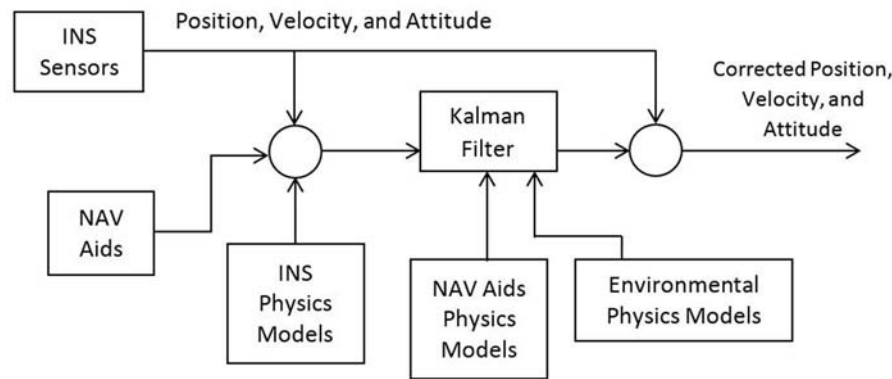 INS
Sensors
Position, Velocity, and Attitude
Corrected Position,
Velocity, and
Attitude
Kalman
Filter
NAV
Aids
INS
Physics
Models
NAV Aids
Physics
Models
Environmental
Physics Models